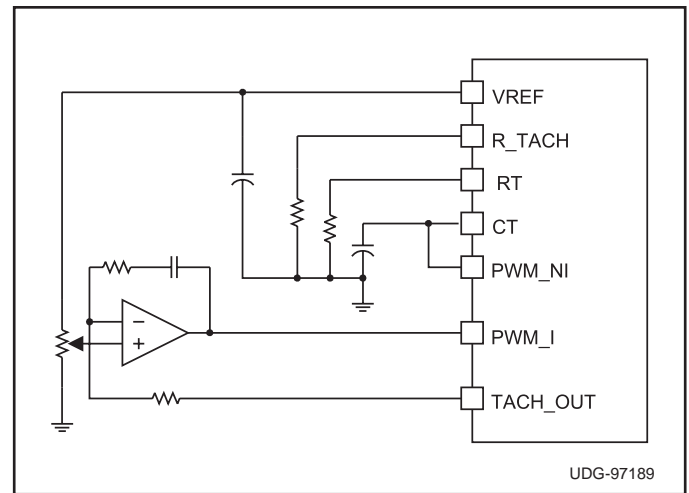 VREF
R_TACH
RT
CT
PWM_NI
−
+
PWM_I
TACH_OUT
UDG-97189